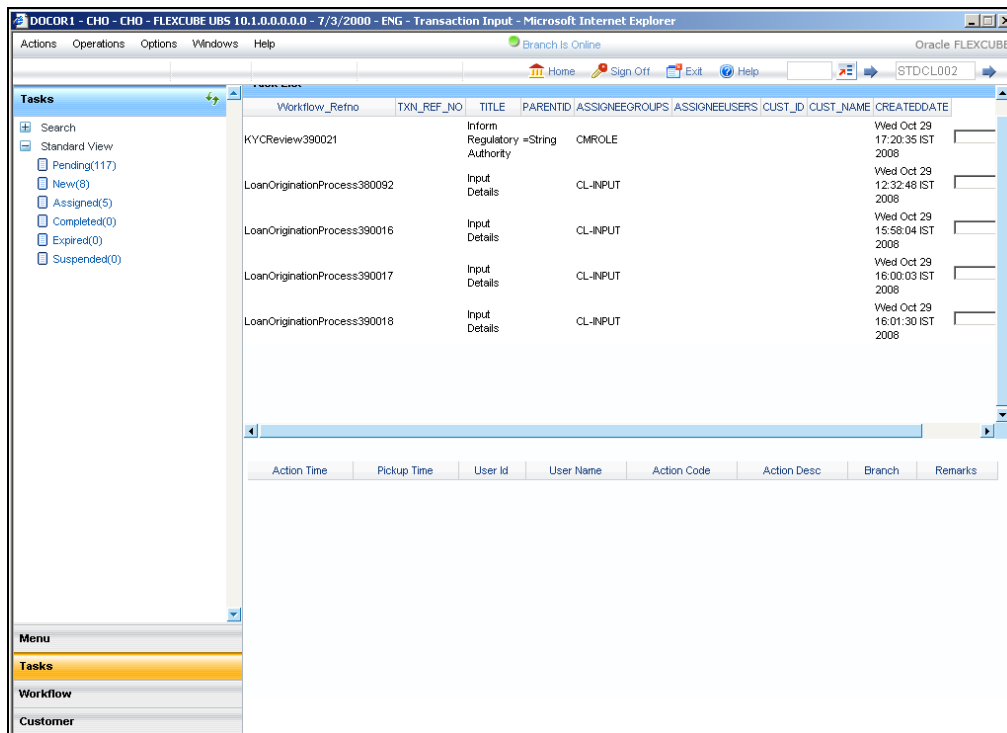 DOCOR1 - CHO - CHO - FLEXCUBE UBS 10.1.0.0.0.0.0 - 7/3/2000 - ENG - Transaction Input - Microsoft Internet Explorer
Actions Operations Options Windows Help Branch Is Online Oracle FLEXCUBE
Home Sign Off Exit Help STDCL002
Tasks
Search
Standard View
Pending(117)
New(8)
Assigned(5)
Completed(0)
Expired(0)
Suspended(0)
Task List
Workflow_Refno TXN_REF_NO TITLE PARENTID ASSIGNEEGROUPS ASSIGNEEUSERS CUST_ID CUST_NAME CREATEDDATE
KYCReview390021 Inform Regulatory Authority =String CMROLE Wed Oct 29 17:20:35 IST 2008
LoanOriginationProcess380092 Input Details CL-INPUT Wed Oct 29 12:32:48 IST 2008
LoanOriginationProcess390016 Input Details CL-INPUT Wed Oct 29 15:58:04 IST 2008
LoanOriginationProcess390017 Input Details CL-INPUT Wed Oct 29 16:00:03 IST 2008
LoanOriginationProcess390018 Input Details CL-INPUT Wed Oct 29 16:01:30 IST 2008
Action Time Pickup Time User Id User Name Action Code Action Desc Branch Remarks
Menu
Tasks
Workflow
Customer